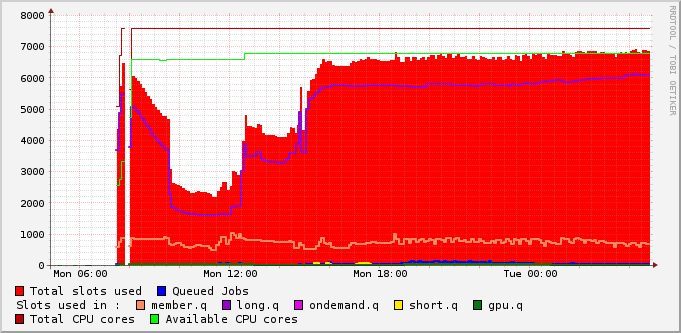 8000
7000
6000
5000
4000
3000
2000
1000
0
Mon 06:00 Mon 12:00 Mon 18:00 Tue 00:00
Total slots used Queued Jobs
Slots used in : member.q long.q ondemand.q short.q gpu.q
Total CPU cores Available CPU cores
RRDTOOL / TOBI OETIKER